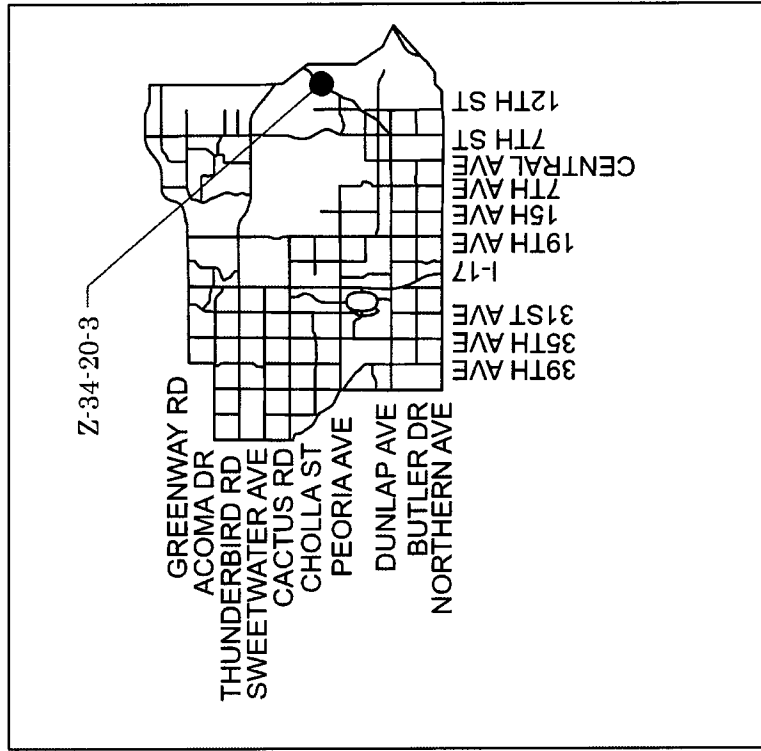 Z-34-20-3
GREENWAY RD
ACOMA DR
THUNDERBIRD RD
SWEETWATER AVE
CACTUS RD
CHOLLA ST
PEORIA AVE
DUNLAP AVE
BUTLER DR
NORTHERN AVE
39TH AVE
35TH AVE
31ST AVE
I-17
19TH AVE
15H AVE
7TH AVE
CENTRAL AVE
7TH ST
12TH ST